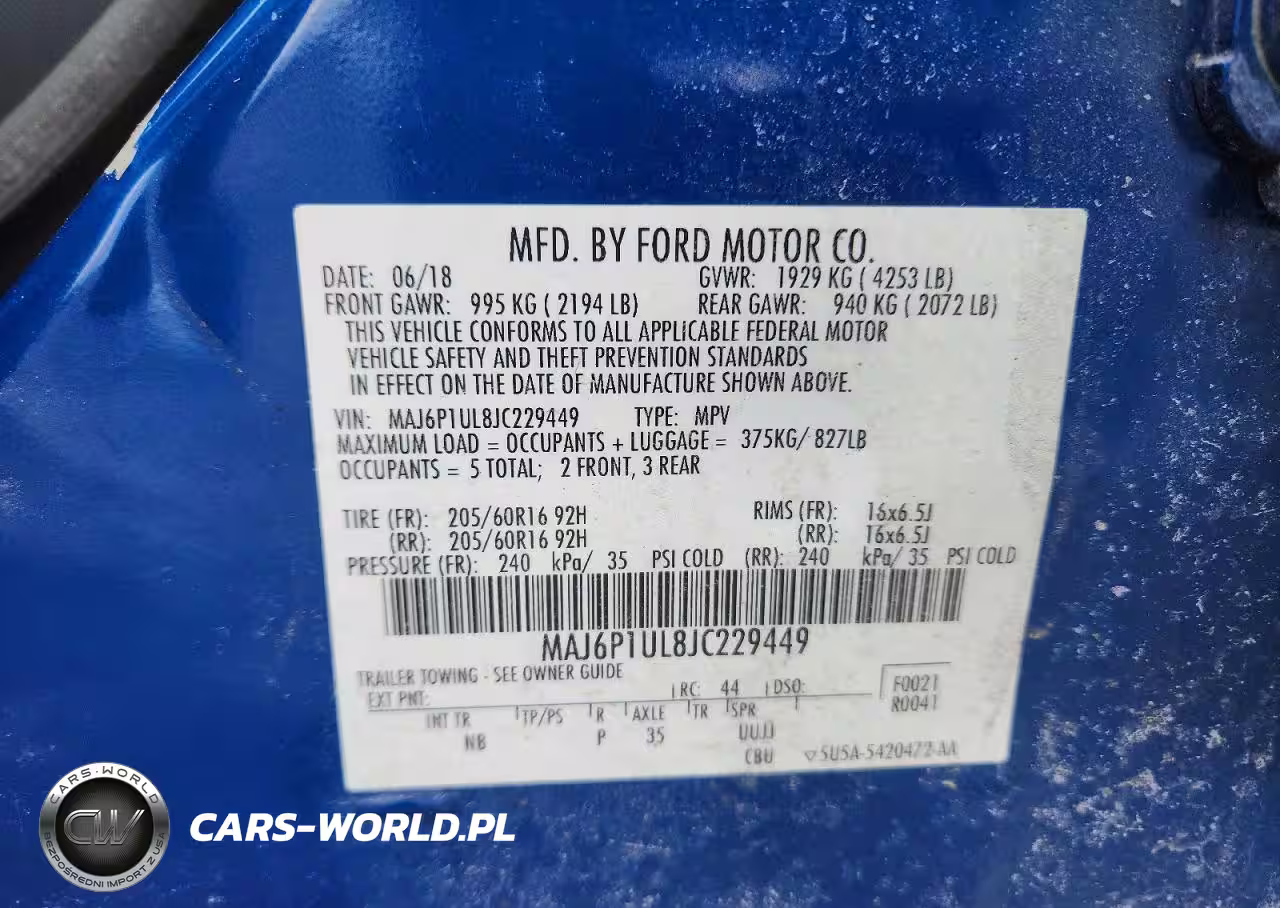 MFD. BY FORD MOTOR CO.
DATE: 06/18 GVWR: 1929 KG ( 4253 LB)
FRONT GAWR: 995 KG ( 2194 LB) REAR GAWR: 940 KG ( 2072 LB)
THIS VEHICLE CONFORMS TO ALL APPLICABLE FEDERAL MOTOR
VEHICLE SAFETY AND THEFT PREVENTION STANDARDS
IN EFFECT ON THE DATE OF MANUFACTURE SHOWN ABOVE.
VIN: MAJ6P1UL8JC229449 TYPE: MPV
MAXIMUM LOAD = OCCUPANTS + LUGGAGE = 375KG/ 827LB
OCCUPANTS = 5 TOTAL; 2 FRONT, 3 REAR
TIRE (FR): 205/60R16 92H RIMS (FR): 16x6.5J
(RR): 205/60R16 92H (RR): 16x6.5J
PRESSURE (FR): 240 kPa/ 35 PSI COLD (RR): 240 kPa/ 35 PSI COLD
MAJ6P1UL8JC229449
TRAILER TOWING - SEE OWNER GUIDE
EXT PNT: RC: 44 DSO: F0021
R0041
INT TR TP/PS R AXLE TR SPR
NB P 35 UUJJ
CBU 5U5A-5420472-AA
CARS-WORLD
CW
BEZPOŚREDNI IMPORT Z USA
CARS-WORLD.PL